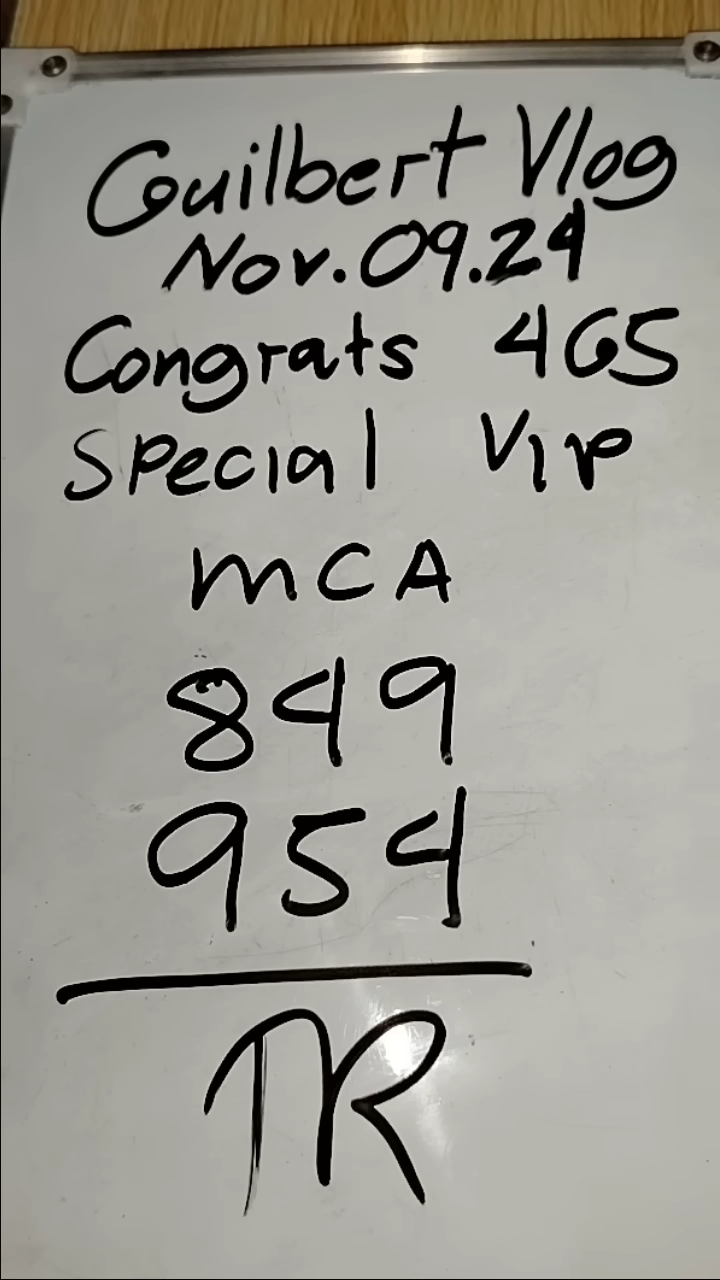 Guilbert Vlog
Nov.09.24
Congrats 465
Special Vip
mCA
849
954
TR